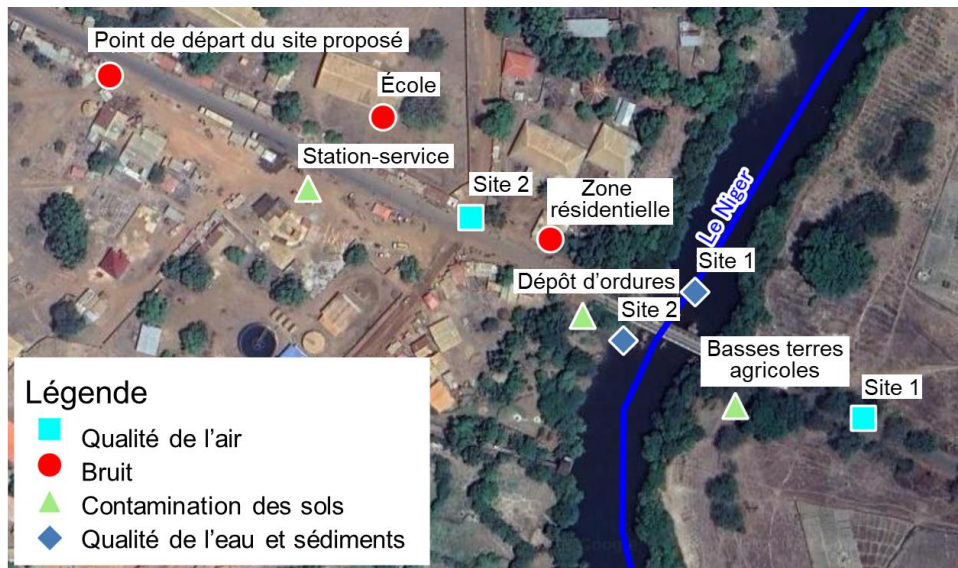 Point de départ du site proposé
École
Station-service
Site 2
Zone
résidentielle
Le Niger
Site 1
Dépôt d'ordures
Site 2
Basses terres
agricoles
Site 1
Légende
Qualité de l'air
Bruit
Contamination des sols
Qualité de l'eau et sédiments